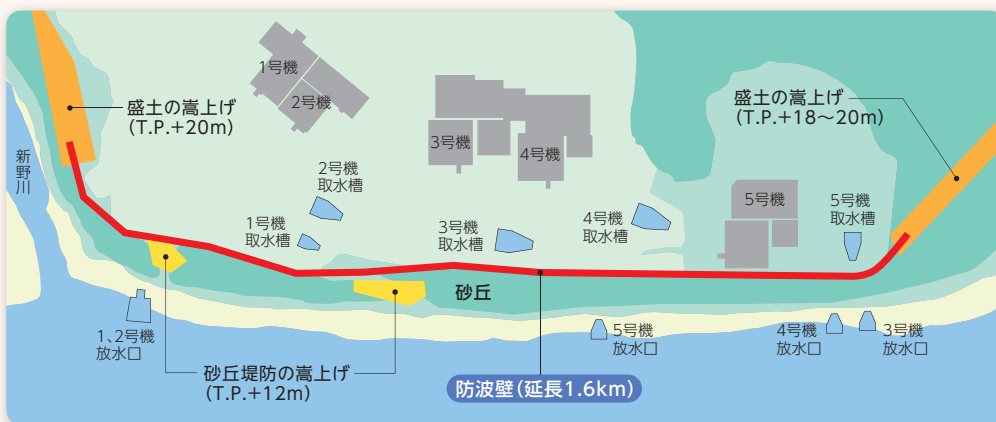 盛土の嵩上げ
(T.P.+20m)
新野川
1号機
2号機
3号機
4号機
盛土の嵩上げ
(T.P.+18〜20m)
5号機
2号機
取水槽
1号機
取水槽
3号機
取水槽
4号機
取水槽
5号機
取水槽
砂丘
1、2号機
放水口
5号機
放水口
4号機
放水口
3号機
放水口
砂丘堤防の嵩上げ
(T.P.+12m)
防波壁(延長1.6km)